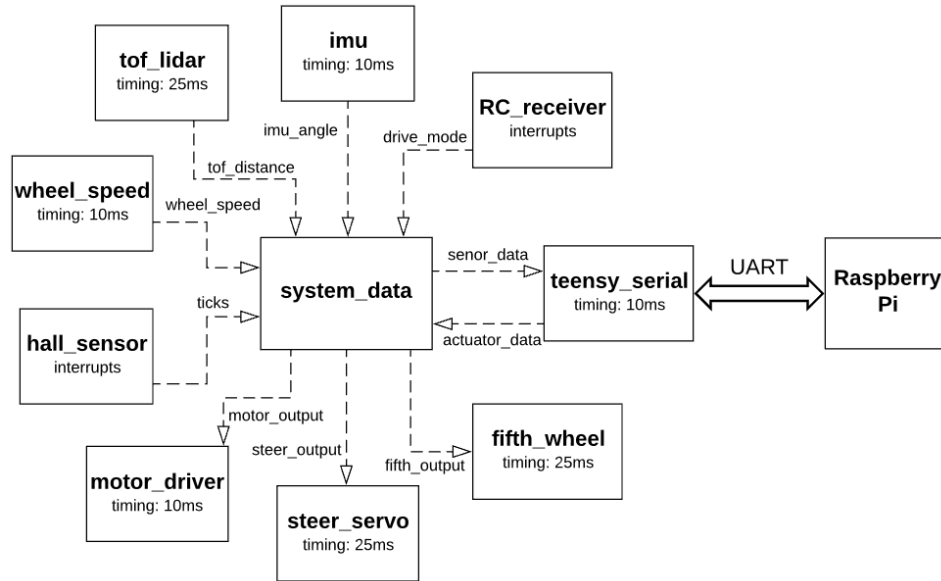 imu
timing: 10ms
tof_lidar
timing: 25ms
RC_receiver
interrupts
imu_angle
drive_mode
tof_distance
wheel_speed
timing: 10ms
wheel_speed
system_data
senor_data
teensy_serial
timing: 10ms
UART
Raspberry
Pi
ticks
actuator_data
hall_sensor
interrupts
motor_output
steer_output
fifth_output
fifth_wheel
timing: 25ms
motor_driver
timing: 10ms
steer_servo
timing: 25ms